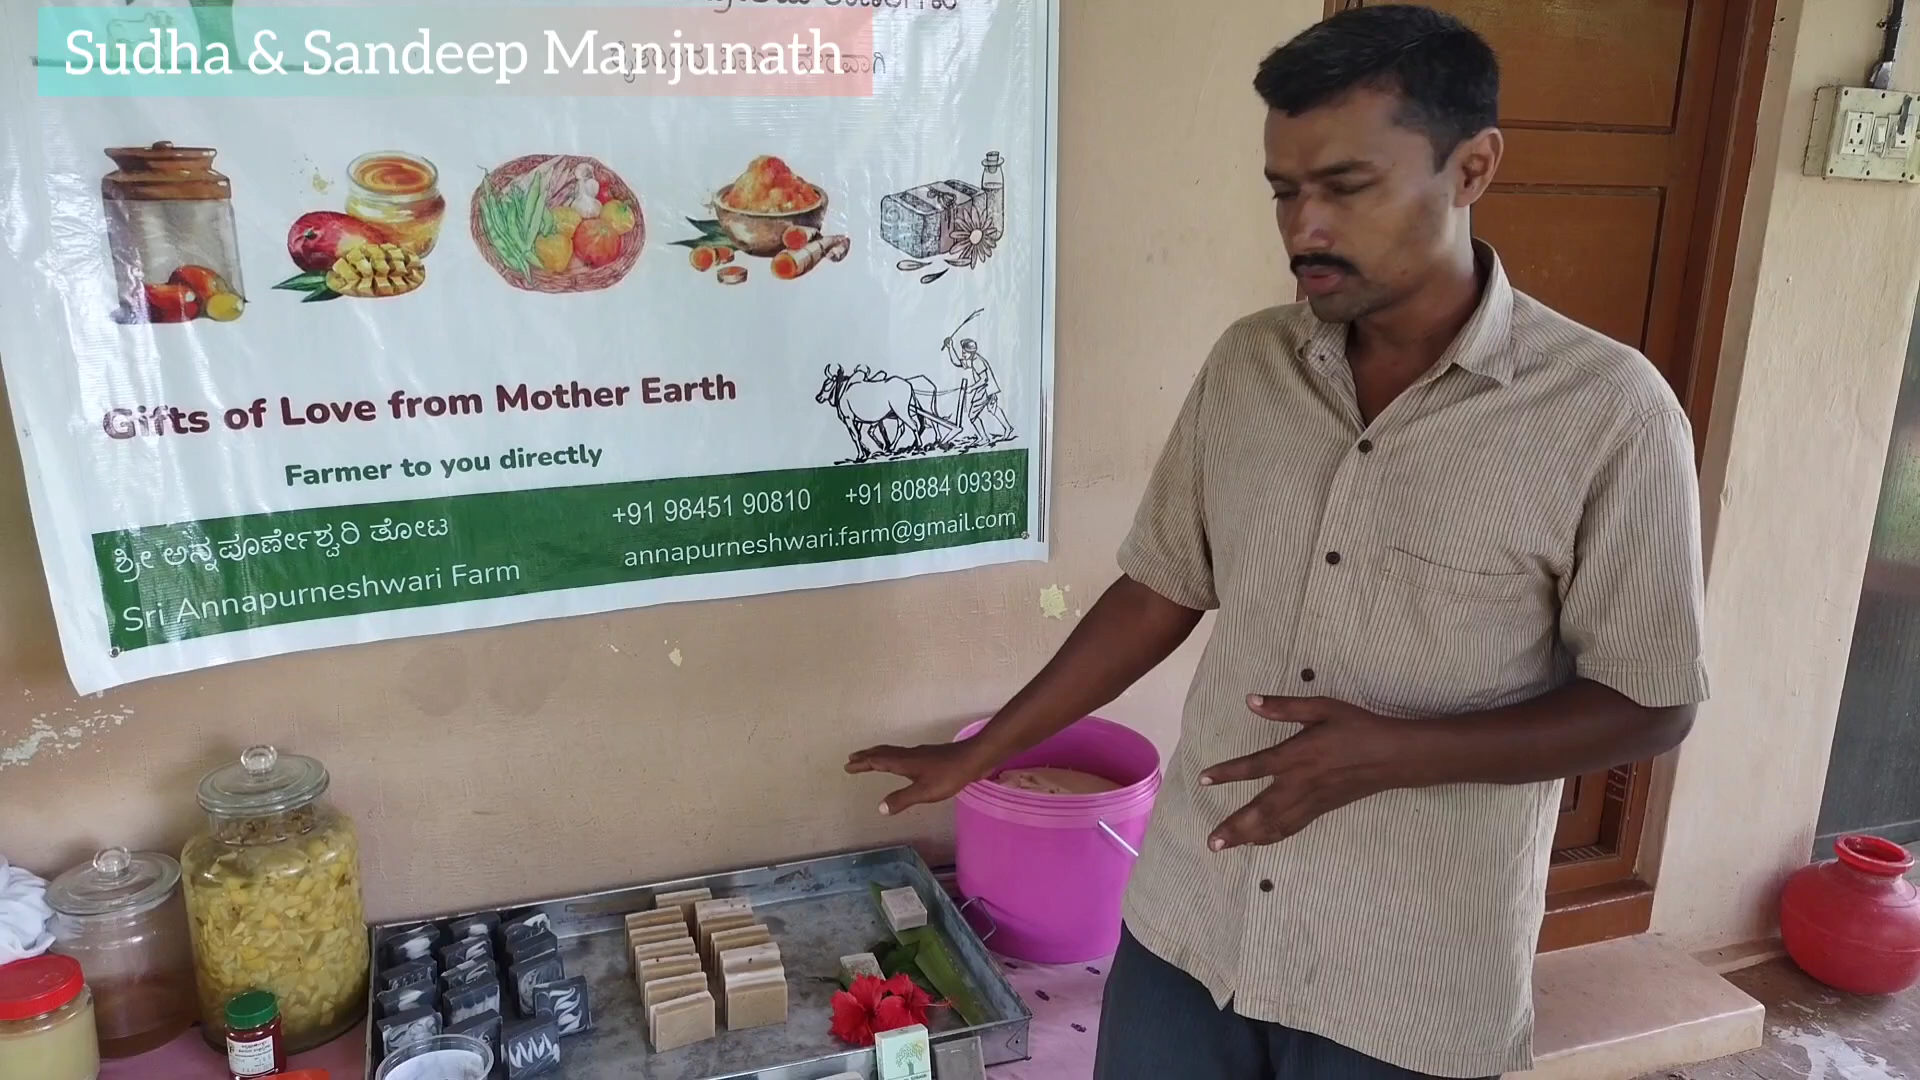 Sudha & Sandeep Manjunath
Gifts of Love from Mother Earth
Farmer to you directly
ಶ್ರೀ ಅನ್ನಪೂರ್ಣೇಶ್ವರಿ ತೋಟ
+91 98451 90810 +91 80884 09339
Sri Annapurneshwari Farm
annapurneshwari.farm@gmail.com